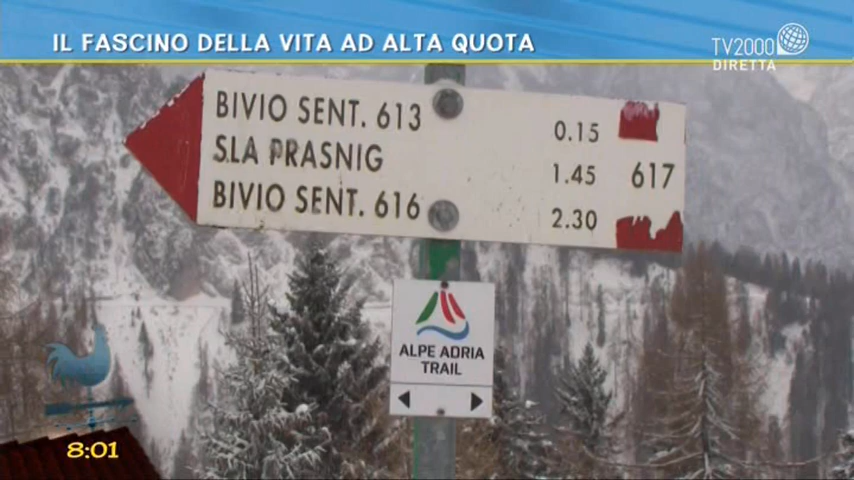 IL FASCINO DELLA VITA AD ALTA QUOTA
TV2000
DIRETTA
BIVIO SENT. 613 0.15
S.LA PRASNIG 1.45 617
BIVIO SENT. 616 2.30
ALPE ADRIA
TRAIL
8:01